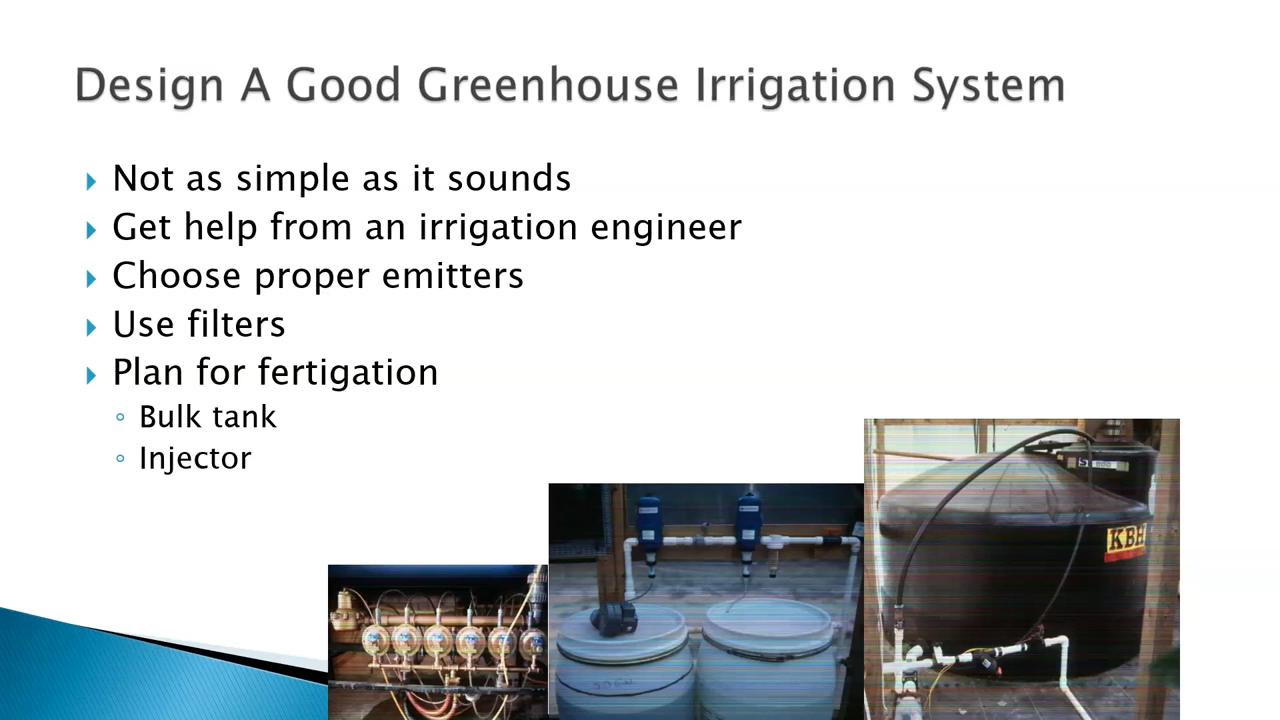 Design A Good Greenhouse Irrigation System
Not as simple as it sounds
Get help from an irrigation engineer
Choose proper emitters
Use filters
Plan for fertigation
Bulk tank
Injector
KBH